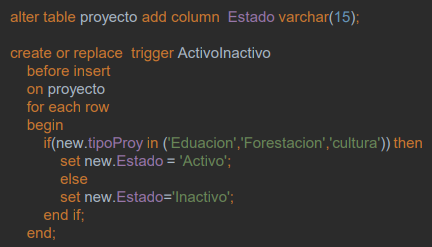 alter table proyecto add column Estado varchar(15);
create or replace trigger ActivoInactivo
before insert
on proyecto
for each row
begin
if(new.tipoProy in ('Eduacion','Forestacion','cultura')) then
set new.Estado = 'Activo';
else
set new.Estado='Inactivo';
end if;
end;